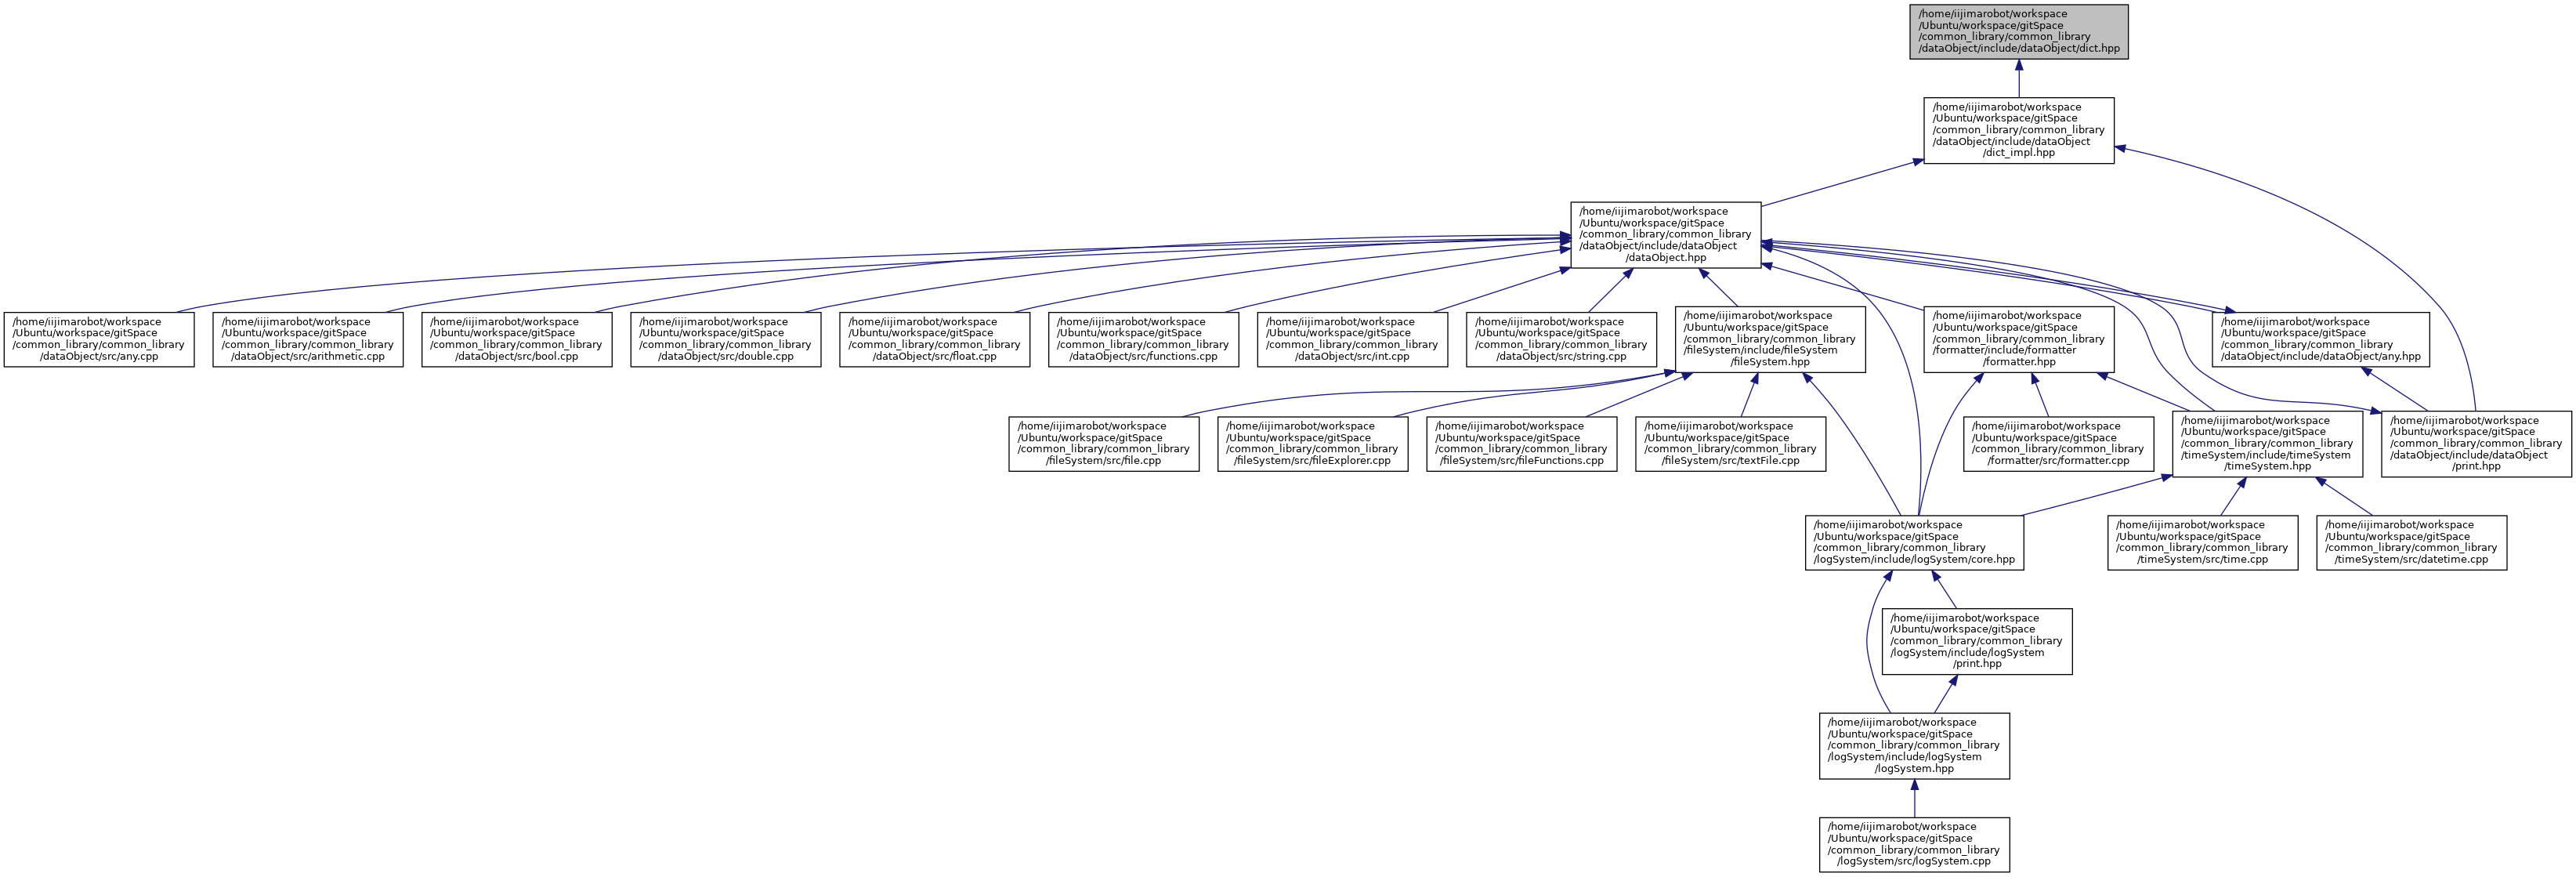 /home/iijimarobot/workspace
/Ubuntu/workspace/gitSpace
/common_library/common_library
/dataObject/include/dataObject/dict.hpp
/home/iijimarobot/workspace
/Ubuntu/workspace/gitSpace
/common_library/common_library
/dataObject/include/dataObject
/dict_impl.hpp
/home/iijimarobot/workspace
/Ubuntu/workspace/gitSpace
/common_library/common_library
/dataObject/include/dataObject
/dataObject.hpp
/home/iijimarobot/workspace
/Ubuntu/workspace/gitSpace
/common_library/common_library
/dataObject/src/any.cpp
/home/iijimarobot/workspace
/Ubuntu/workspace/gitSpace
/common_library/common_library
/dataObject/src/arithmetic.cpp
/home/iijimarobot/workspace
/Ubuntu/workspace/gitSpace
/common_library/common_library
/dataObject/src/bool.cpp
/home/iijimarobot/workspace
/Ubuntu/workspace/gitSpace
/common_library/common_library
/dataObject/src/double.cpp
/home/iijimarobot/workspace
/Ubuntu/workspace/gitSpace
/common_library/common_library
/dataObject/src/float.cpp
/home/iijimarobot/workspace
/Ubuntu/workspace/gitSpace
/common_library/common_library
/dataObject/src/functions.cpp
/home/iijimarobot/workspace
/Ubuntu/workspace/gitSpace
/common_library/common_library
/dataObject/src/int.cpp
/home/iijimarobot/workspace
/Ubuntu/workspace/gitSpace
/common_library/common_library
/dataObject/src/string.cpp
/home/iijimarobot/workspace
/Ubuntu/workspace/gitSpace
/common_library/common_library
/fileSystem/include/fileSystem
/fileSystem.hpp
/home/iijimarobot/workspace
/Ubuntu/workspace/gitSpace
/common_library/common_library
/formatter/include/formatter
/formatter.hpp
/home/iijimarobot/workspace
/Ubuntu/workspace/gitSpace
/common_library/common_library
/dataObject/include/dataObject/any.hpp
/home/iijimarobot/workspace
/Ubuntu/workspace/gitSpace
/common_library/common_library
/fileSystem/src/file.cpp
/home/iijimarobot/workspace
/Ubuntu/workspace/gitSpace
/common_library/common_library
/fileSystem/src/fileExplorer.cpp
/home/iijimarobot/workspace
/Ubuntu/workspace/gitSpace
/common_library/common_library
/fileSystem/src/fileFunctions.cpp
/home/iijimarobot/workspace
/Ubuntu/workspace/gitSpace
/common_library/common_library
/fileSystem/src/textFile.cpp
/home/iijimarobot/workspace
/Ubuntu/workspace/gitSpace
/common_library/common_library
/formatter/src/formatter.cpp
/home/iijimarobot/workspace
/Ubuntu/workspace/gitSpace
/common_library/common_library
/timeSystem/include/timeSystem
/timeSystem.hpp
/home/iijimarobot/workspace
/Ubuntu/workspace/gitSpace
/common_library/common_library
/dataObject/include/dataObject
/print.hpp
/home/iijimarobot/workspace
/Ubuntu/workspace/gitSpace
/common_library/common_library
/logSystem/include/logSystem/core.hpp
/home/iijimarobot/workspace
/Ubuntu/workspace/gitSpace
/common_library/common_library
/timeSystem/src/time.cpp
/home/iijimarobot/workspace
/Ubuntu/workspace/gitSpace
/common_library/common_library
/timeSystem/src/datetime.cpp
/home/iijimarobot/workspace
/Ubuntu/workspace/gitSpace
/common_library/common_library
/logSystem/include/logSystem
/print.hpp
/home/iijimarobot/workspace
/Ubuntu/workspace/gitSpace
/common_library/common_library
/logSystem/include/logSystem
/logSystem.hpp
/home/iijimarobot/workspace
/Ubuntu/workspace/gitSpace
/common_library/common_library
/logSystem/src/logSystem.cpp